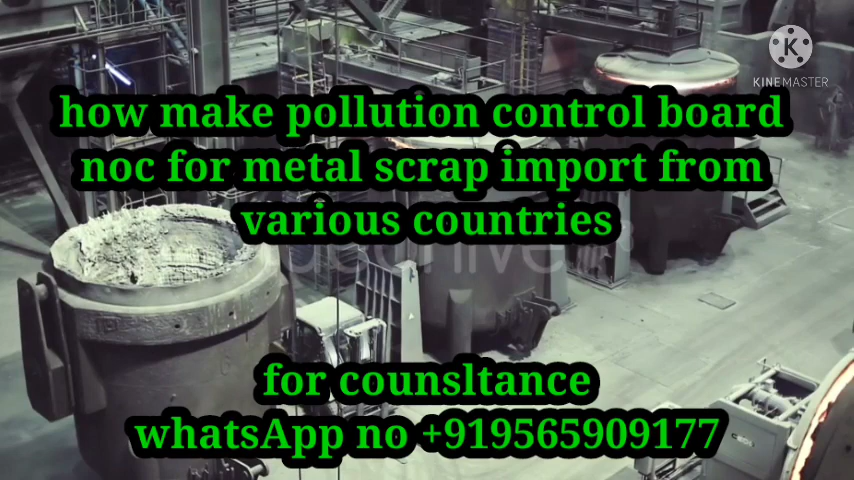 KINEMASTER
how make pollution control board
noc for metal scrap import from
various countries
for counsltance
whatsApp no +919565909177